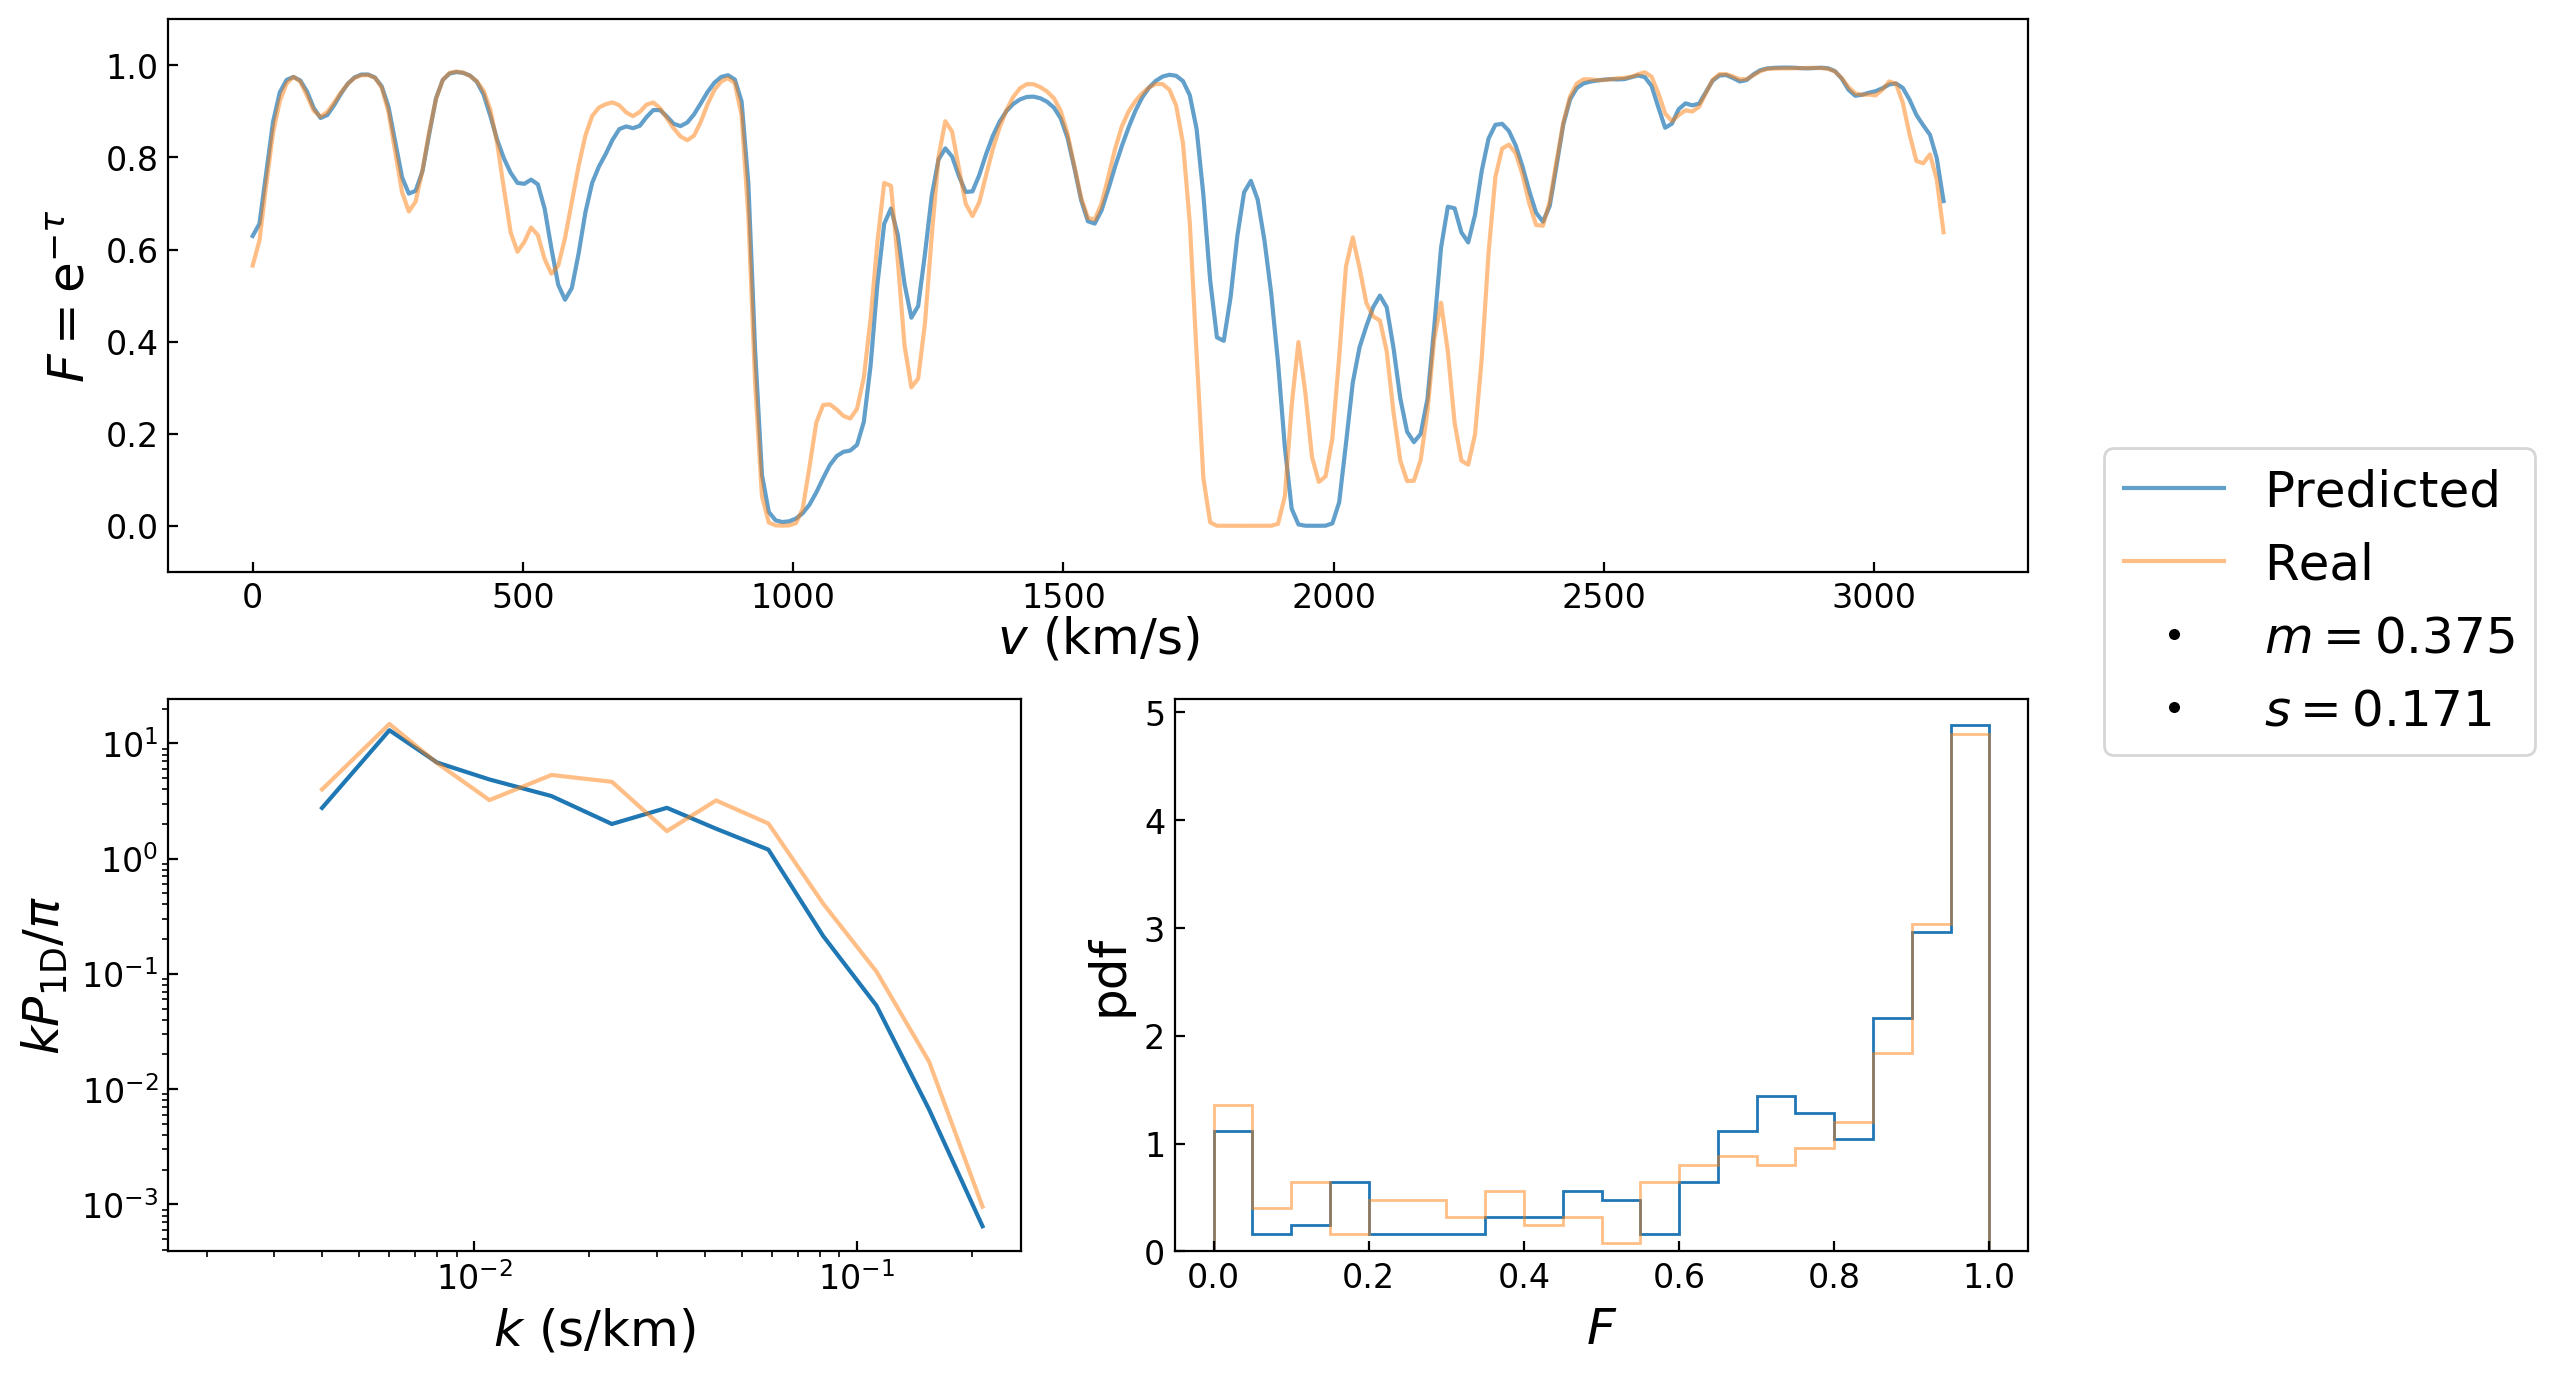 F = e^{-τ}
1.0
0.8
0.6
0.4
0.2
0.0
0 500 1000 1500 2000 2500 3000
v (km/s)
Predicted
Real
m = 0.375
s = 0.171
kP_{1D}/π
10^1
10^0
10^{-1}
10^{-2}
10^{-3}
10^{-2} 10^{-1}
k (s/km)
pdf
5
4
3
2
1
0
0.0 0.2 0.4 0.6 0.8 1.0
F